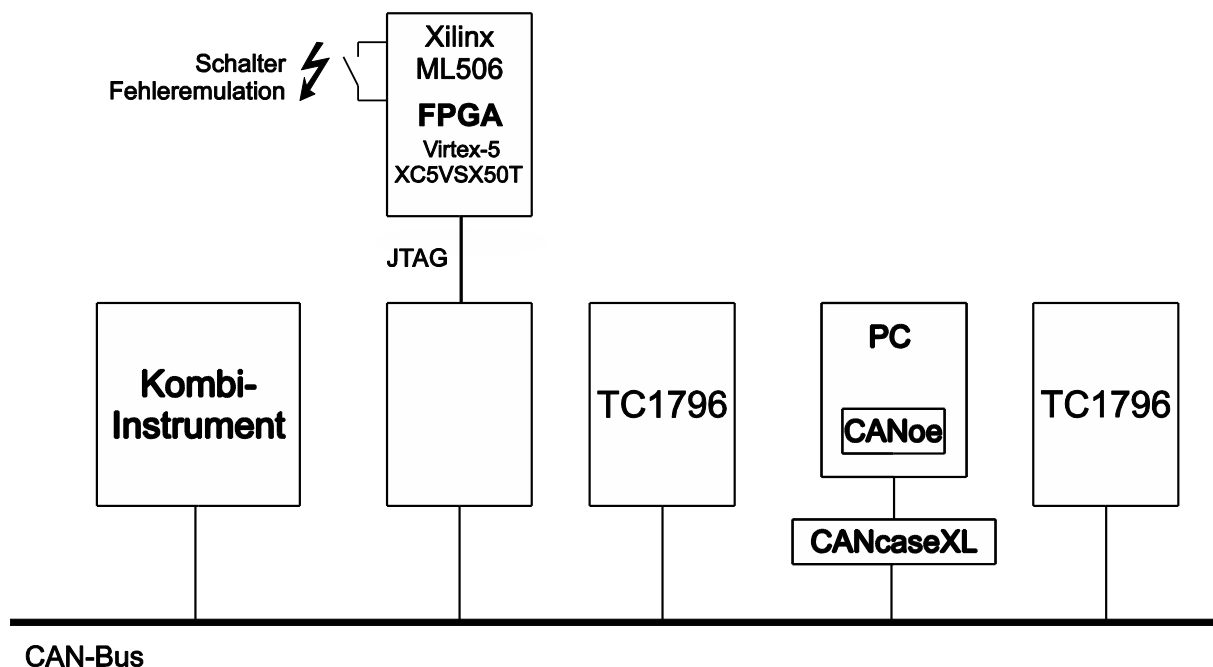 Schalter
Fehleremulation
Xilinx
ML506
FPGA
Virtex-5
XC5VSX50T
JTAG
Kombi-
Instrument
TC1796
PC
CANoe
CANcaseXL
TC1796
CAN-Bus